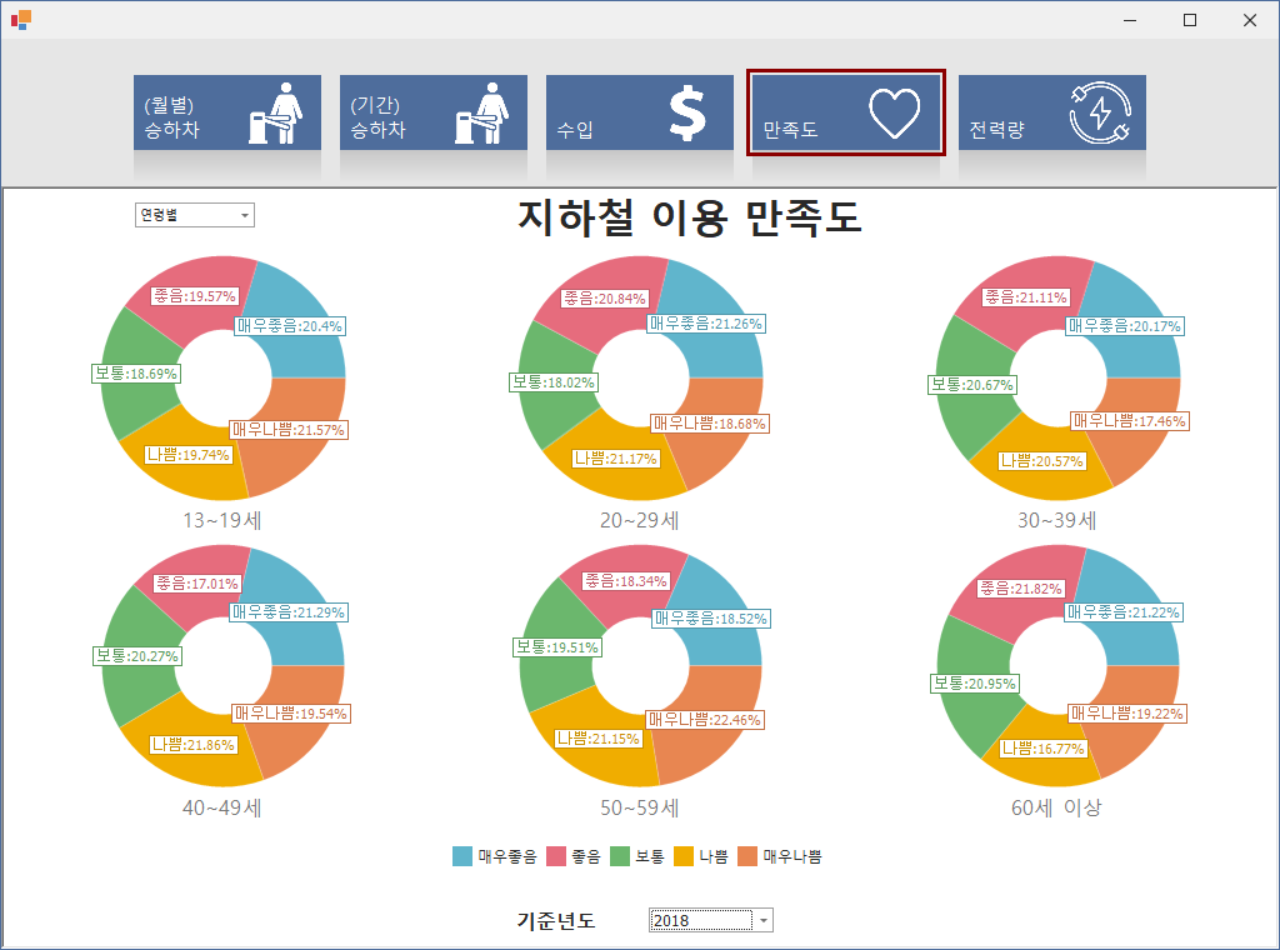 (월별)
승하차
(기간)
승하차
수입
만족도
전력량
연령별
지하철 이용 만족도
좋음:19.57%
매우좋음:20.4%
보통:18.69%
매우나쁨:21.57%
나쁨:19.74%
13~19세
좋음:20.84%
매우좋음:21.26%
보통:18.02%
매우나쁨:18.68%
나쁨:21.17%
20~29세
좋음:21.11%
매우좋음:20.17%
보통:20.67%
매우나쁨:17.46%
나쁨:20.57%
30~39세
좋음:17.01%
매우좋음:21.29%
보통:20.27%
매우나쁨:19.54%
나쁨:21.86%
40~49세
좋음:18.34%
매우좋음:18.52%
보통:19.51%
매우나쁨:22.46%
나쁨:21.15%
50~59세
좋음:21.82%
매우좋음:21.22%
보통:20.95%
매우나쁨:19.22%
나쁨:16.77%
60세 이상
매우좋음 좋음 보통 나쁨 매우나쁨
기준년도 2018